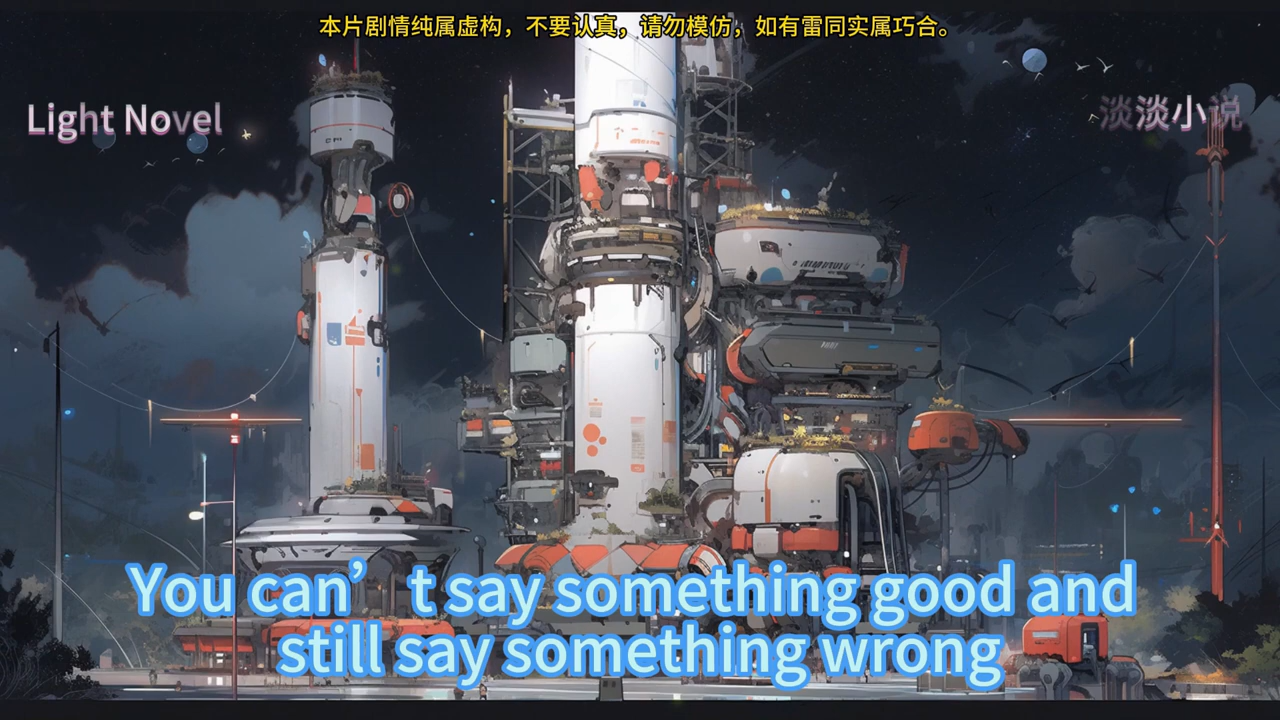 本片剧情纯属虚构，不要认真，请勿模仿，如有雷同实属巧合。
Light Novel
淡淡小说
You can’ t say something good and
still say something wrong